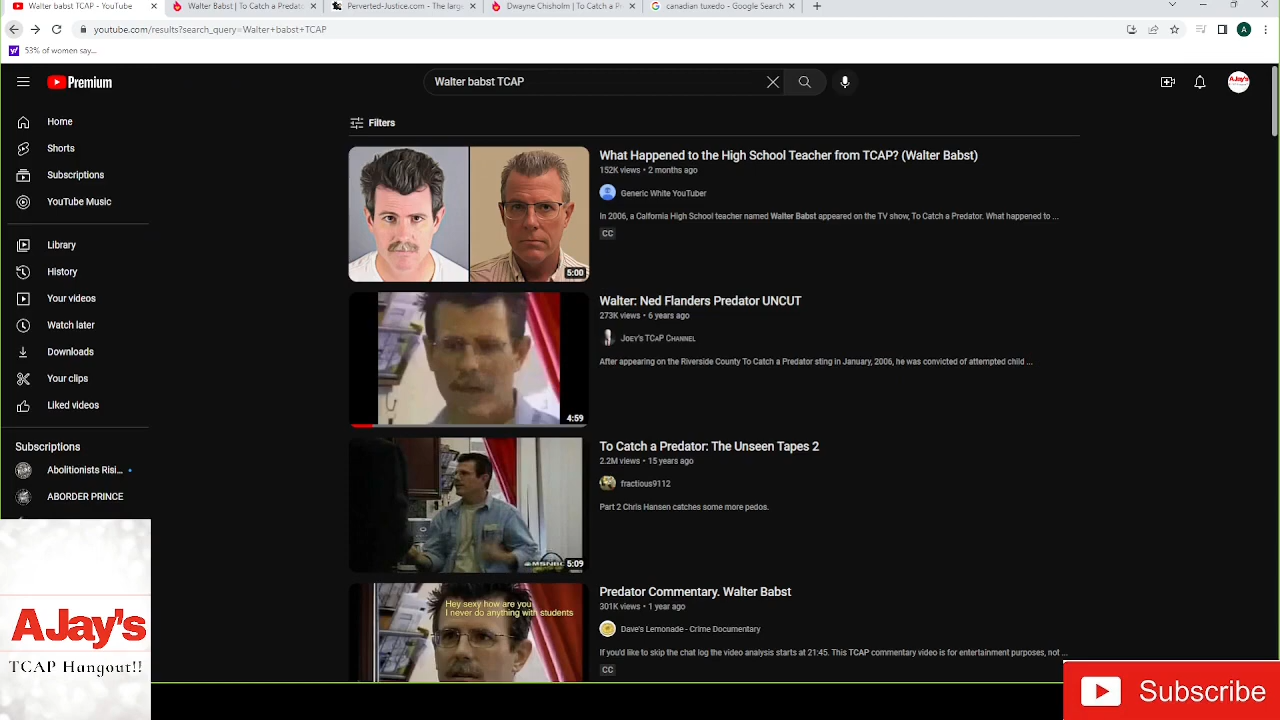 Walter babst TCAP - YouTube
Walter Babst | To Catch a Predato
Perverted-Justice.com - The larg
Dwayne Chisholm | To Catch a P
canadian tuxedo - Google Search
youtube.com/results?search_query=Walter+babst+TCAP
A
53% of women say...
Premium
Walter babst TCAP
AJay's
Home
Filters
Shorts
Subscriptions
YouTube Music
Library
History
Your videos
Watch later
Downloads
Your clips
Liked videos
Subscriptions
Abolitionists Risi...
ABORDER PRINCE
What Happened to the High School Teacher from TCAP? (Walter Babst)
152K views • 2 months ago
Generic White YouTuber
In 2006, a Calfornia High School teacher named Walter Babst appeared on the TV show, To Catch a Predator. What happened to ...
CC
5:00
Walter: Ned Flanders Predator UNCUT
273K views • 6 years ago
Joey's TCaP Channel
After appearing on the Riverside County To Catch a Predator sting in January, 2006, he was convicted of attempted child ...
4:59
To Catch a Predator: The Unseen Tapes 2
2.2M views • 15 years ago
fractious9112
Part 2 Chris Hansen catches some more pedos.
MSNBC
5:09
Predator Commentary. Walter Babst
301K views • 1 year ago
Dave's Lemonade - Crime Documentary
If you'd like to skip the chat log the video analysis starts at 21:45. This TCAP commentary video is for entertainment purposes, not ...
CC
Hey sexy how are you
I never do anything with students
AJay's
TCAP Hangout!!
Subscribe